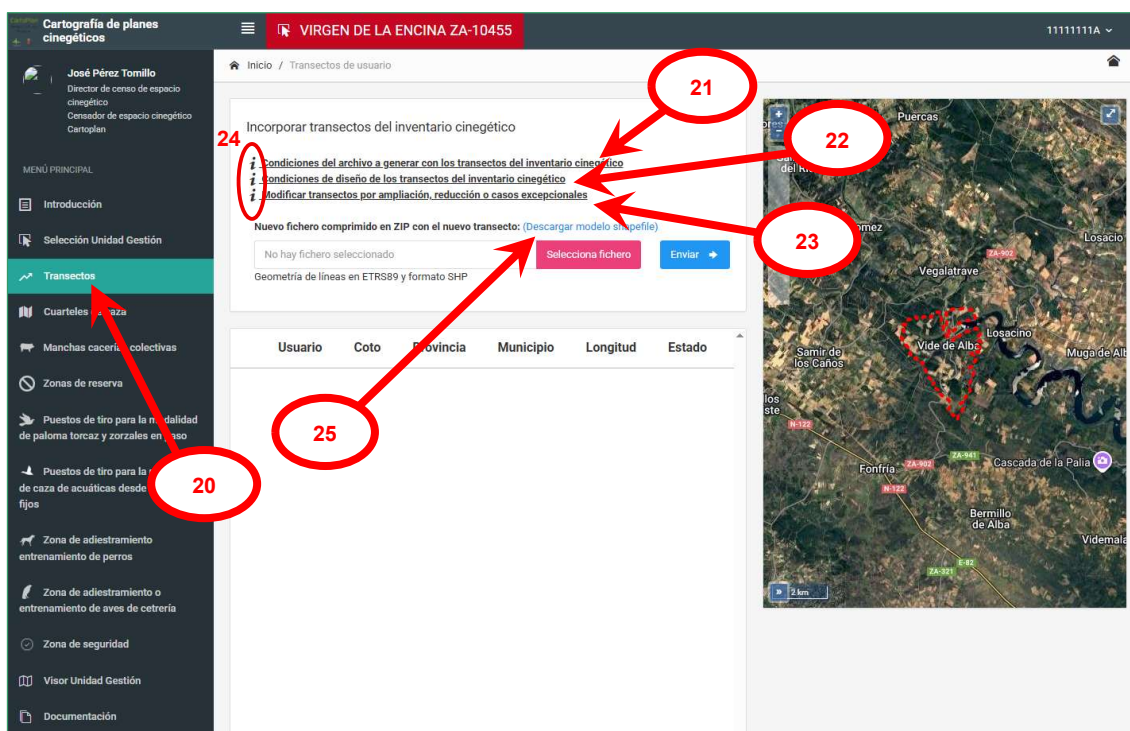 Cartografía de planes
cinegéticos
VIRGEN DE LA ENCINA ZA-10455
11111111A
José Pérez Tomillo
Director de censo de espacio
cinegético
Censador de espacio cinegético
Cartoplan
MENÚ PRINCIPAL
Introducción
Selección Unidad Gestión
Transectos
Cuarteles
Manchas cacerías colectivas
Zonas de reserva
Puestos de tiro para la modalidad
de paloma torcaz y zorzales en paso
Puestos de tiro para la
de caza de acuáticas desde
fijos
20
Zona de adiestramiento
entrenamiento de perros
Zona de adiestramiento o
entrenamiento de aves de cetrería
Zona de seguridad
Visor Unidad Gestión
Documentación
Inicio / Transectos de usuario
21
Incorporar transectos del inventario cinegético
24
i Condiciones del archivo a generar con los transectos del inventario cinegético
i Condiciones de diseño de los transectos del inventario cinegético
i Modificar transectos por ampliación, reducción o casos excepcionales
22
23
Nuevo fichero comprimido en ZIP con el nuevo transecto: (Descargar modelo shapefile)
No hay fichero seleccionado
Selecciona fichero
Enviar
Geometría de líneas en ETRS89 y formato SHP
Usuario Coto Provincia Municipio Longitud Estado
25
+
-
Puercas
Losacio
ZA-902
Vegalatrave
Losacino
Vide de Alba
Muga de Alb
Samir de
los Caños
N-122
ZA-941
Fonfría
ZA-902
Cascada de la Palia
N-122
Bermillo
de Alba
Videmala
E-82
ZA-321
» 2 km